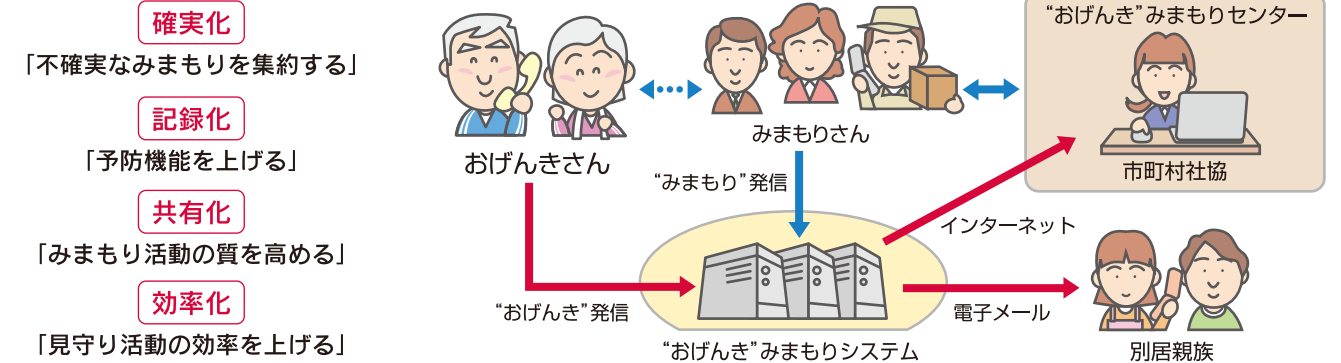 確実化
「不確実なみまもりを集約する」
記録化
「予防機能を上げる」
共有化
「みまもり活動の質を高める」
効率化
「見守り活動の効率を上げる」
おげんきさん
みまもりさん
“おげんき”みまもりセンター
市町村社協
“みまもり”発信
インターネット
“おげんき”発信
電子メール
“おげんき”みまもりシステム
別居親族